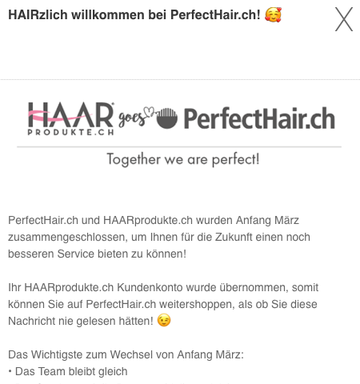 HAIRzlich willkommen bei PerfectHair.ch! 🥰
HAAR goes PerfectHair.ch
PRODUKTE.CH
Together we are perfect!
PerfectHair.ch und HAARprodukte.ch wurden Anfang März
zusammengeschlossen, um Ihnen für die Zukunft einen noch
besseren Service bieten zu können!
Ihr HAARprodukte.ch Kundenkonto wurde übernommen, somit
können Sie auf PerfectHair.ch weitershoppen, als ob Sie diese
Nachricht nie gelesen hätten! 😉
Das Wichtigste zum Wechsel von Anfang März:
• Das Team bleibt gleich